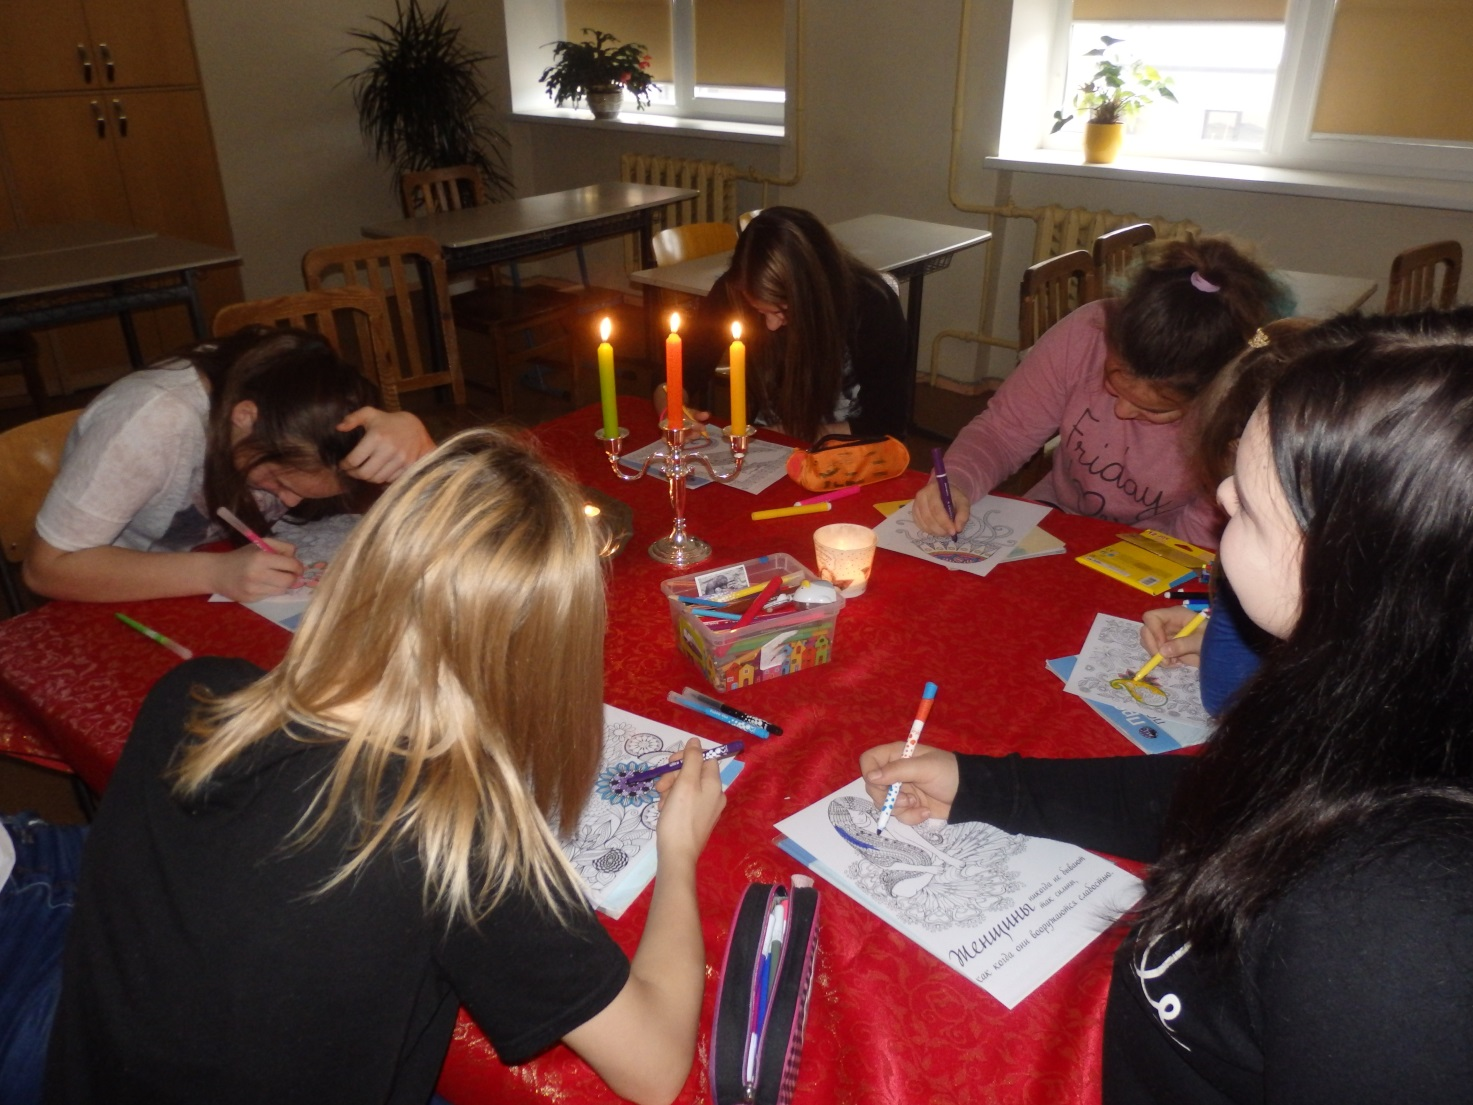 Friday
Женщины никогда не бывают
так сильны,
как когда они вооружаются слабостью.